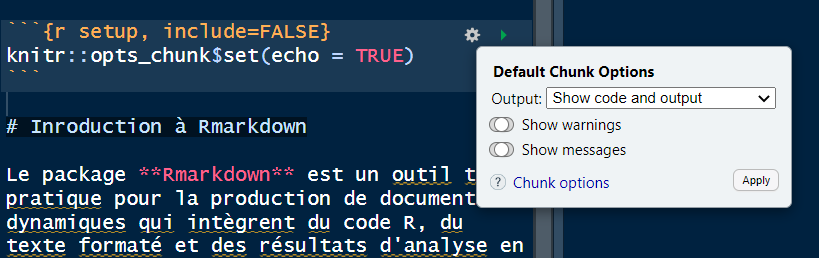 ```{r setup, include=FALSE}
knitr::opts_chunk$set(echo = TRUE)
```
# Inroduction à Rmarkdown
Le package **Rmarkdown** est un outil
pratique pour la production de document
dynamiques qui intègrent du code R, du
texte formaté et des résultats d'analyse en
Default Chunk Options
Output: Show code and output
Show warnings
Show messages
? Chunk options
Apply